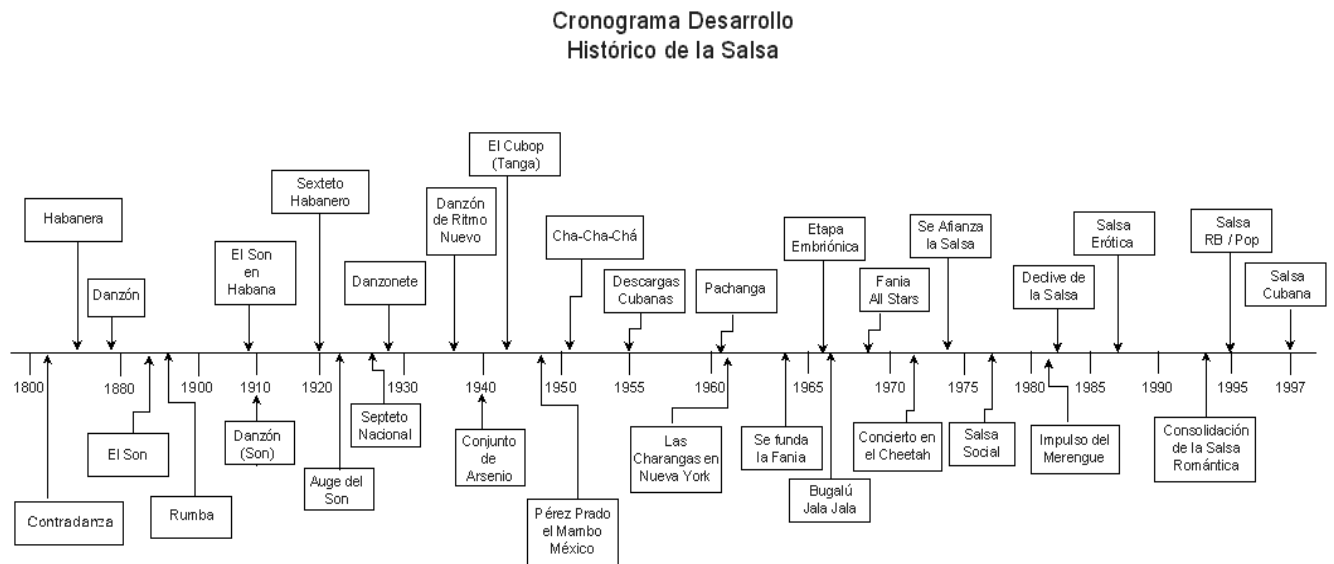 Cronograma Desarrollo
Histórico de la Salsa
El Cubop
(Tanga)
Sexteto
Habanero
Habanera
Danzón
de Ritmo
Nuevo
Cha-Cha-Chá
Etapa
Embriónica
Se Afianza
la Salsa
Salsa
Erótica
Salsa
RB / Pop
El Son
en
Habana
Danzón
Danzonete
Descargas
Cubanas
Pachanga
Fania
All Stars
Declive de
la Salsa
Salsa
Cubana
1800
1880
1900
1910
1920
1930
1940
1950
1955
1960
1965
1970
1975
1980
1985
1990
1995
1997
El Son
Danzón
(Son)
Septeto
Nacional
Conjunto
de
Arsenio
Las
Charangas en
Nueva York
Se funda
la Fania
Concierto en
el Cheetah
Salsa
Social
Impulso del
Merengue
Consolidación
de la Salsa
Romántica
Contradanza
Rumba
Auge del
Son
Pérez Prado
el Mambo
México
Bugalú
Jala Jala